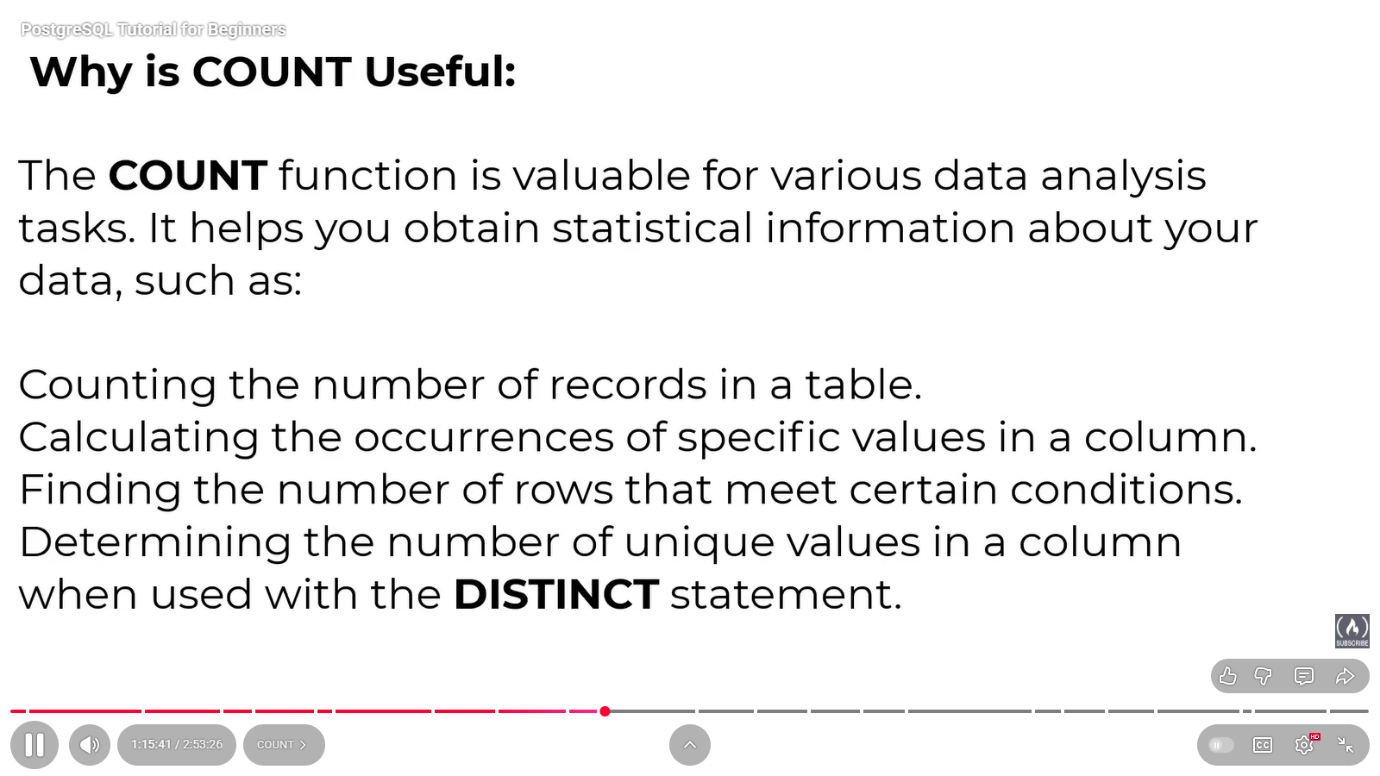 PostgreSQL Tutorial for Beginners
Why is COUNT Useful:
The COUNT function is valuable for various data analysis
tasks. It helps you obtain statistical information about your
data, such as:
Counting the number of records in a table.
Calculating the occurrences of specific values in a column.
Finding the number of rows that meet certain conditions.
Determining the number of unique values in a column
when used with the DISTINCT statement.
SUBSCRIBE
1:15:41 / 2:53:26
COUNT
CC
HD